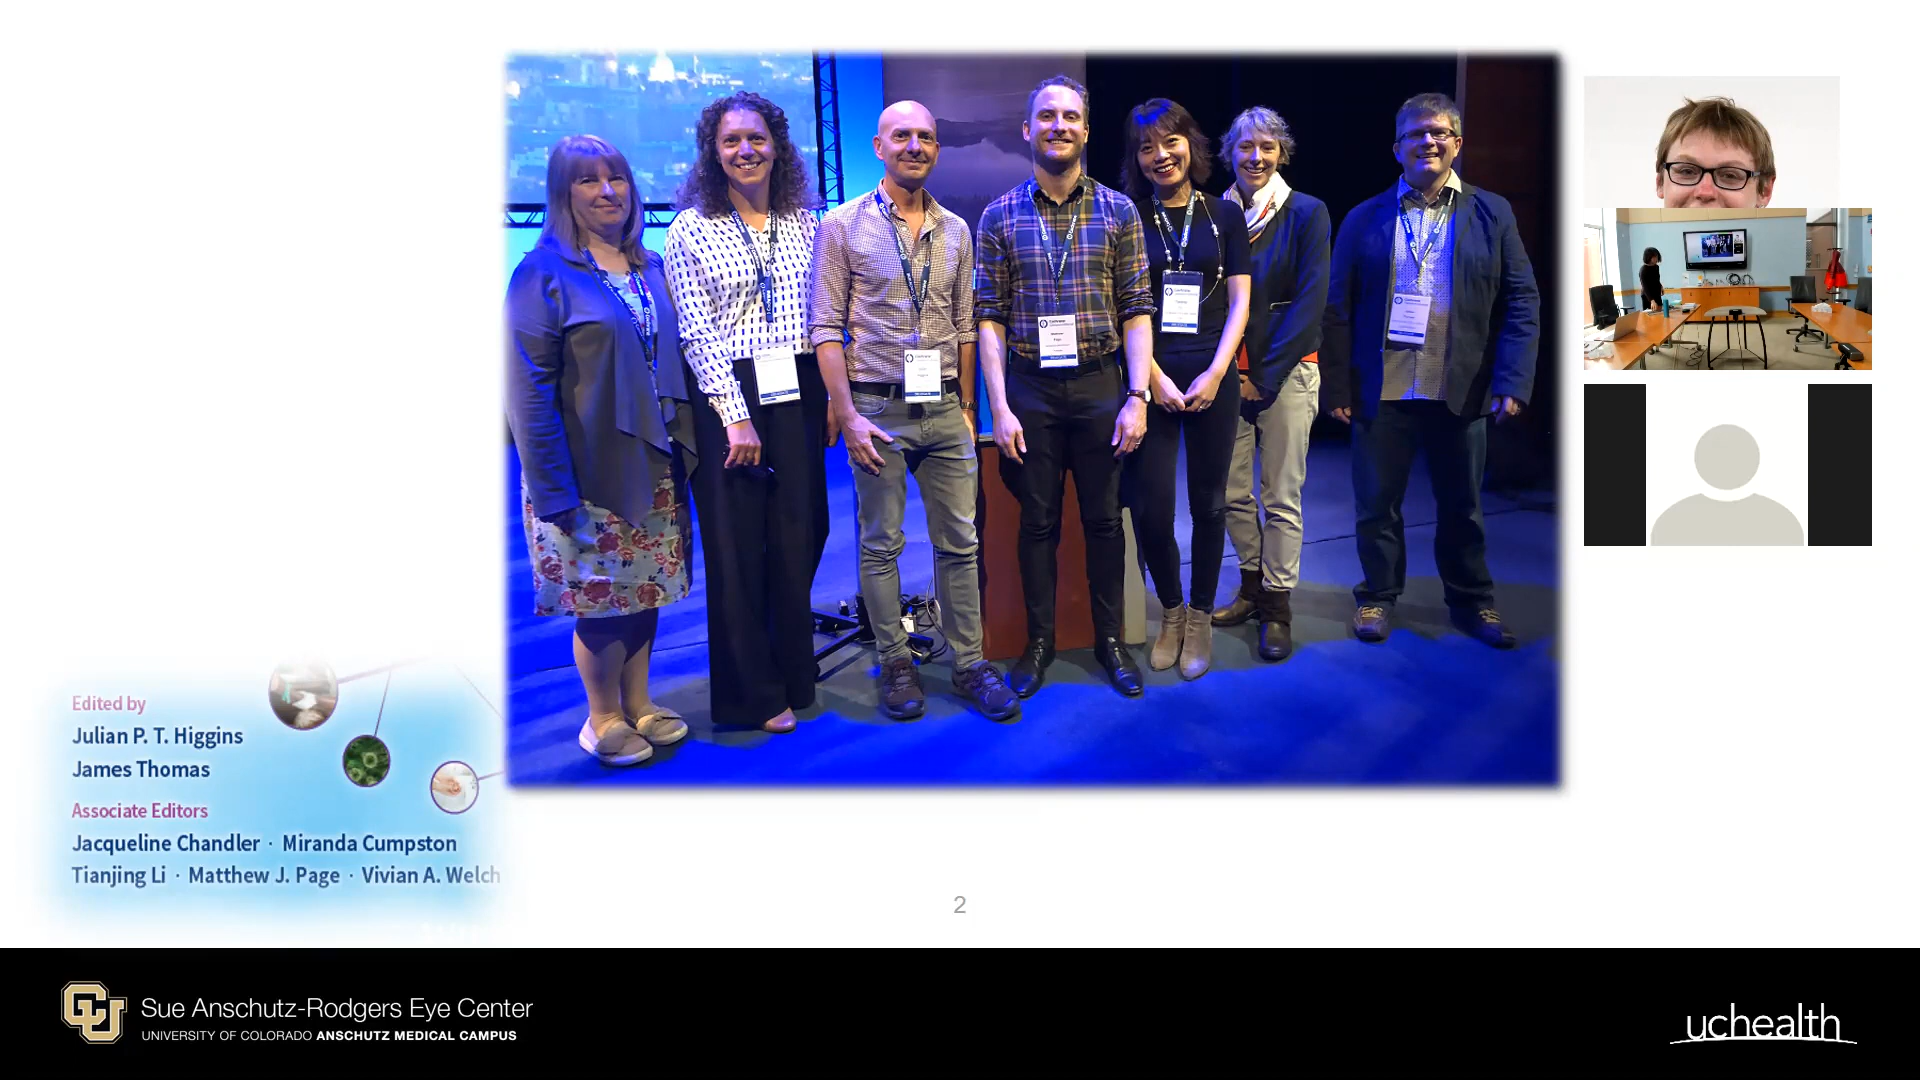 Edited by
Julian P. T. Higgins
James Thomas
Associate Editors
Jacqueline Chandler · Miranda Cumpston
Tianjing Li · Matthew J. Page · Vivian A. Welch
2
CU
Sue Anschutz-Rodgers Eye Center
UNIVERSITY OF COLORADO ANSCHUTZ MEDICAL CAMPUS
uchealth